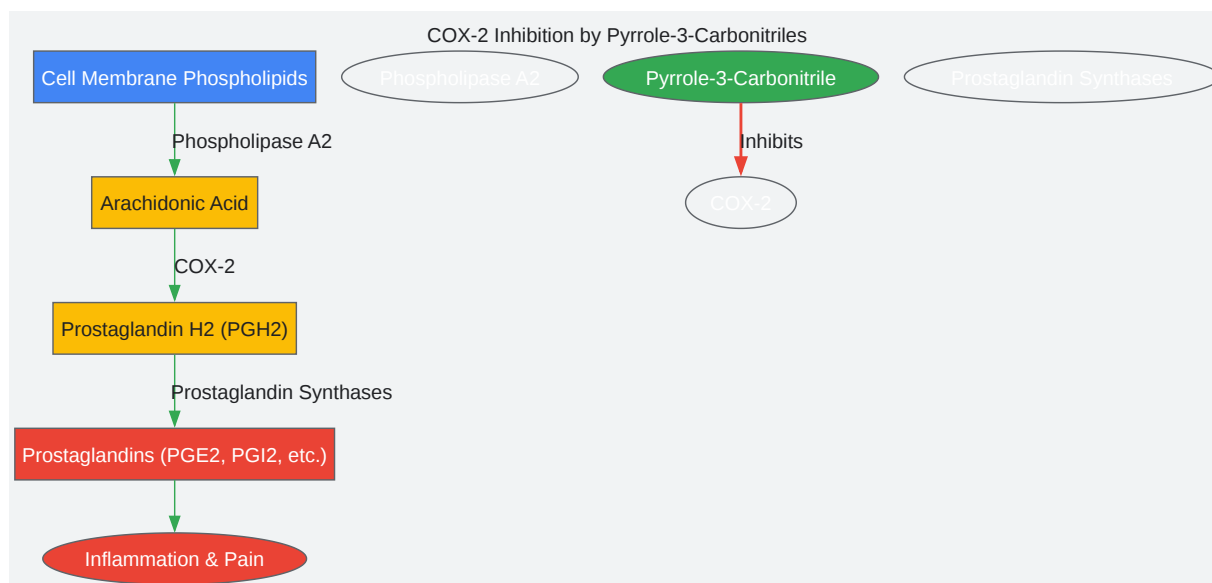 COX-2 Inhibition by Pyrrole-3-Carbonitriles
Cell Membrane Phospholipids
Phospholipase A2
Pyrrole-3-Carbonitrile
Prostaglandin Synthases
Phospholipase A2
Inhibits
Arachidonic Acid
COX-2
COX-2
Prostaglandin H2 (PGH2)
Prostaglandin Synthases
Prostaglandins (PGE2, PGI2, etc.)
Inflammation & Pain